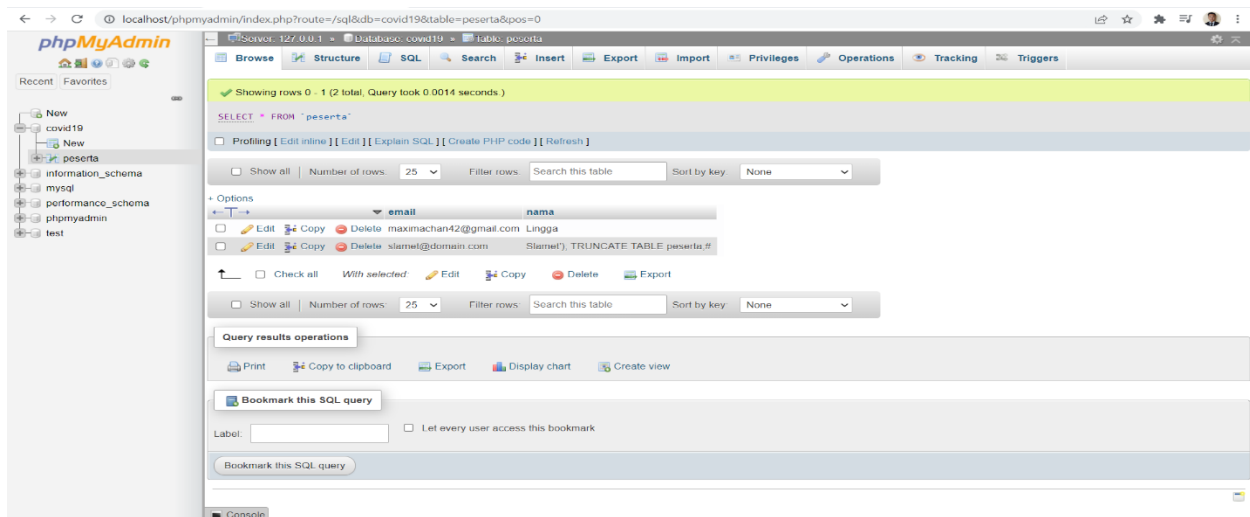 localhost/phpmyadmin/index.php?route=/sql&db=covid19&table=peserta&pos=0
phpMyAdmin
Recent Favorites
New
covid19
New
peserta
information_schema
mysql
performance_schema
phpmyadmin
test
Server: 127.0.0.1 » Database: covid19 » Table: peserta
Browse Structure SQL Search Insert Export Import Privileges Operations Tracking Triggers
Showing rows 0 - 1 (2 total, Query took 0.0014 seconds.)
SELECT * FROM `peserta`
Profiling [ Edit inline ] [ Edit ] [ Explain SQL ] [ Create PHP code ] [ Refresh ]
Show all | Number of rows: 25 Filter rows: Search this table Sort by key: None
+ Options
←T→ email nama
Edit Copy Delete maximachan42@gmail.com Lingga
Edit Copy Delete slamet@domain.com Slamet'); TRUNCATE TABLE peserta;#
Check all With selected: Edit Copy Delete Export
Show all | Number of rows: 25 Filter rows: Search this table Sort by key: None
Query results operations
Print Copy to clipboard Export Display chart Create view
Bookmark this SQL query
Label: Let every user access this bookmark
Bookmark this SQL query
Console